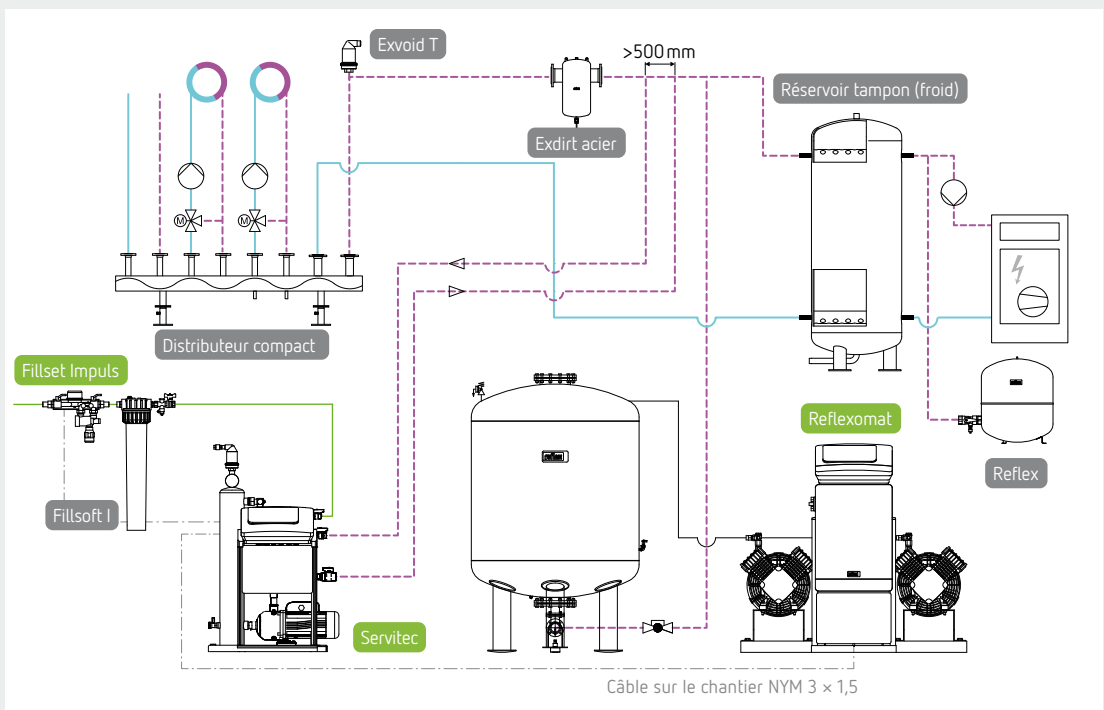 Exvoid T
>500 mm
Réservoir tampon (froid)
Exdirt acier
M
M
Distributeur compact
Fillset Impuls
Reflexomat
reflex
Reflex
Fillsoft I
Servitec
Câble sur le chantier NYM 3 × 1,5